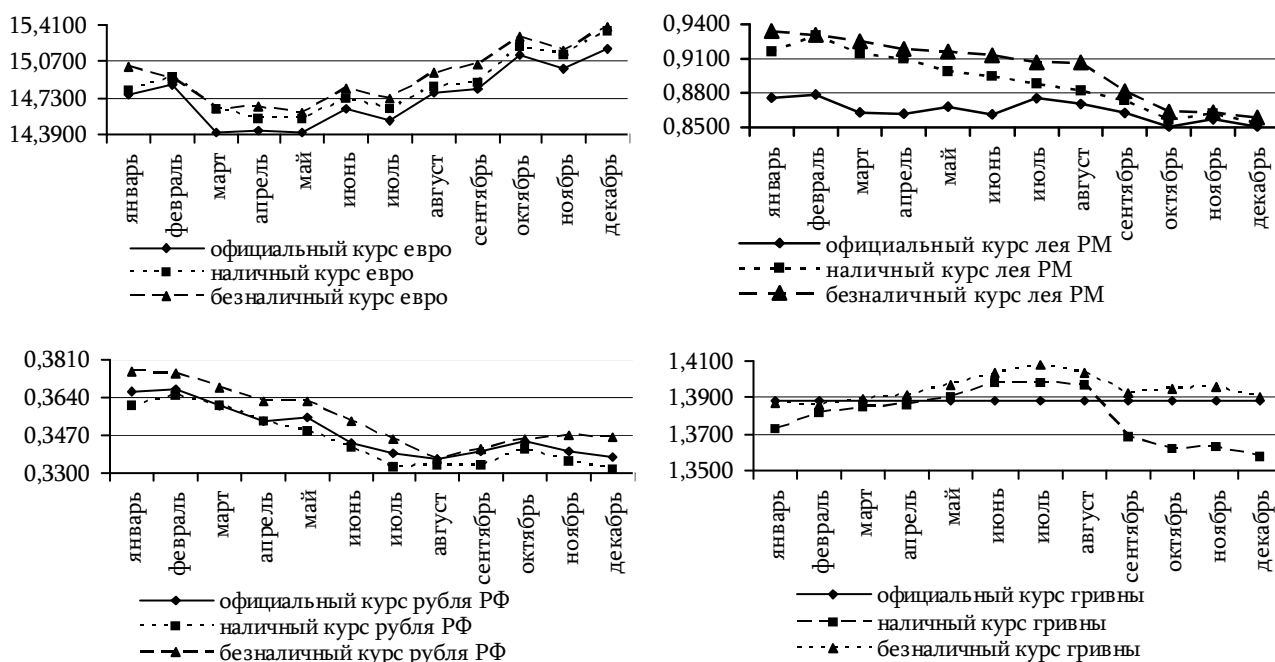 15,4100
15,0700
14,7300
14,3900
январь
февраль
март
апрель
май
июнь
июль
август
сентябрь
октябрь
ноябрь
декабрь
официальный курс евро
наличный курс евро
безналичный курс евро
0,9400
0,9100
0,8800
0,8500
январь
февраль
март
апрель
май
июнь
июль
август
сентябрь
октябрь
ноябрь
декабрь
официальный курс лея РМ
наличный курс лея РМ
безналичный курс лея РМ
0,3810
0,3640
0,3470
0,3300
январь
февраль
март
апрель
май
июнь
июль
август
сентябрь
октябрь
ноябрь
декабрь
официальный курс рубля РФ
наличный курс рубля РФ
безналичный курс рубля РФ
1,4100
1,3900
1,3700
1,3500
январь
февраль
март
апрель
май
июнь
июль
август
сентябрь
октябрь
ноябрь
декабрь
официальный курс гривны
наличный курс гривны
безналичный курс гривны